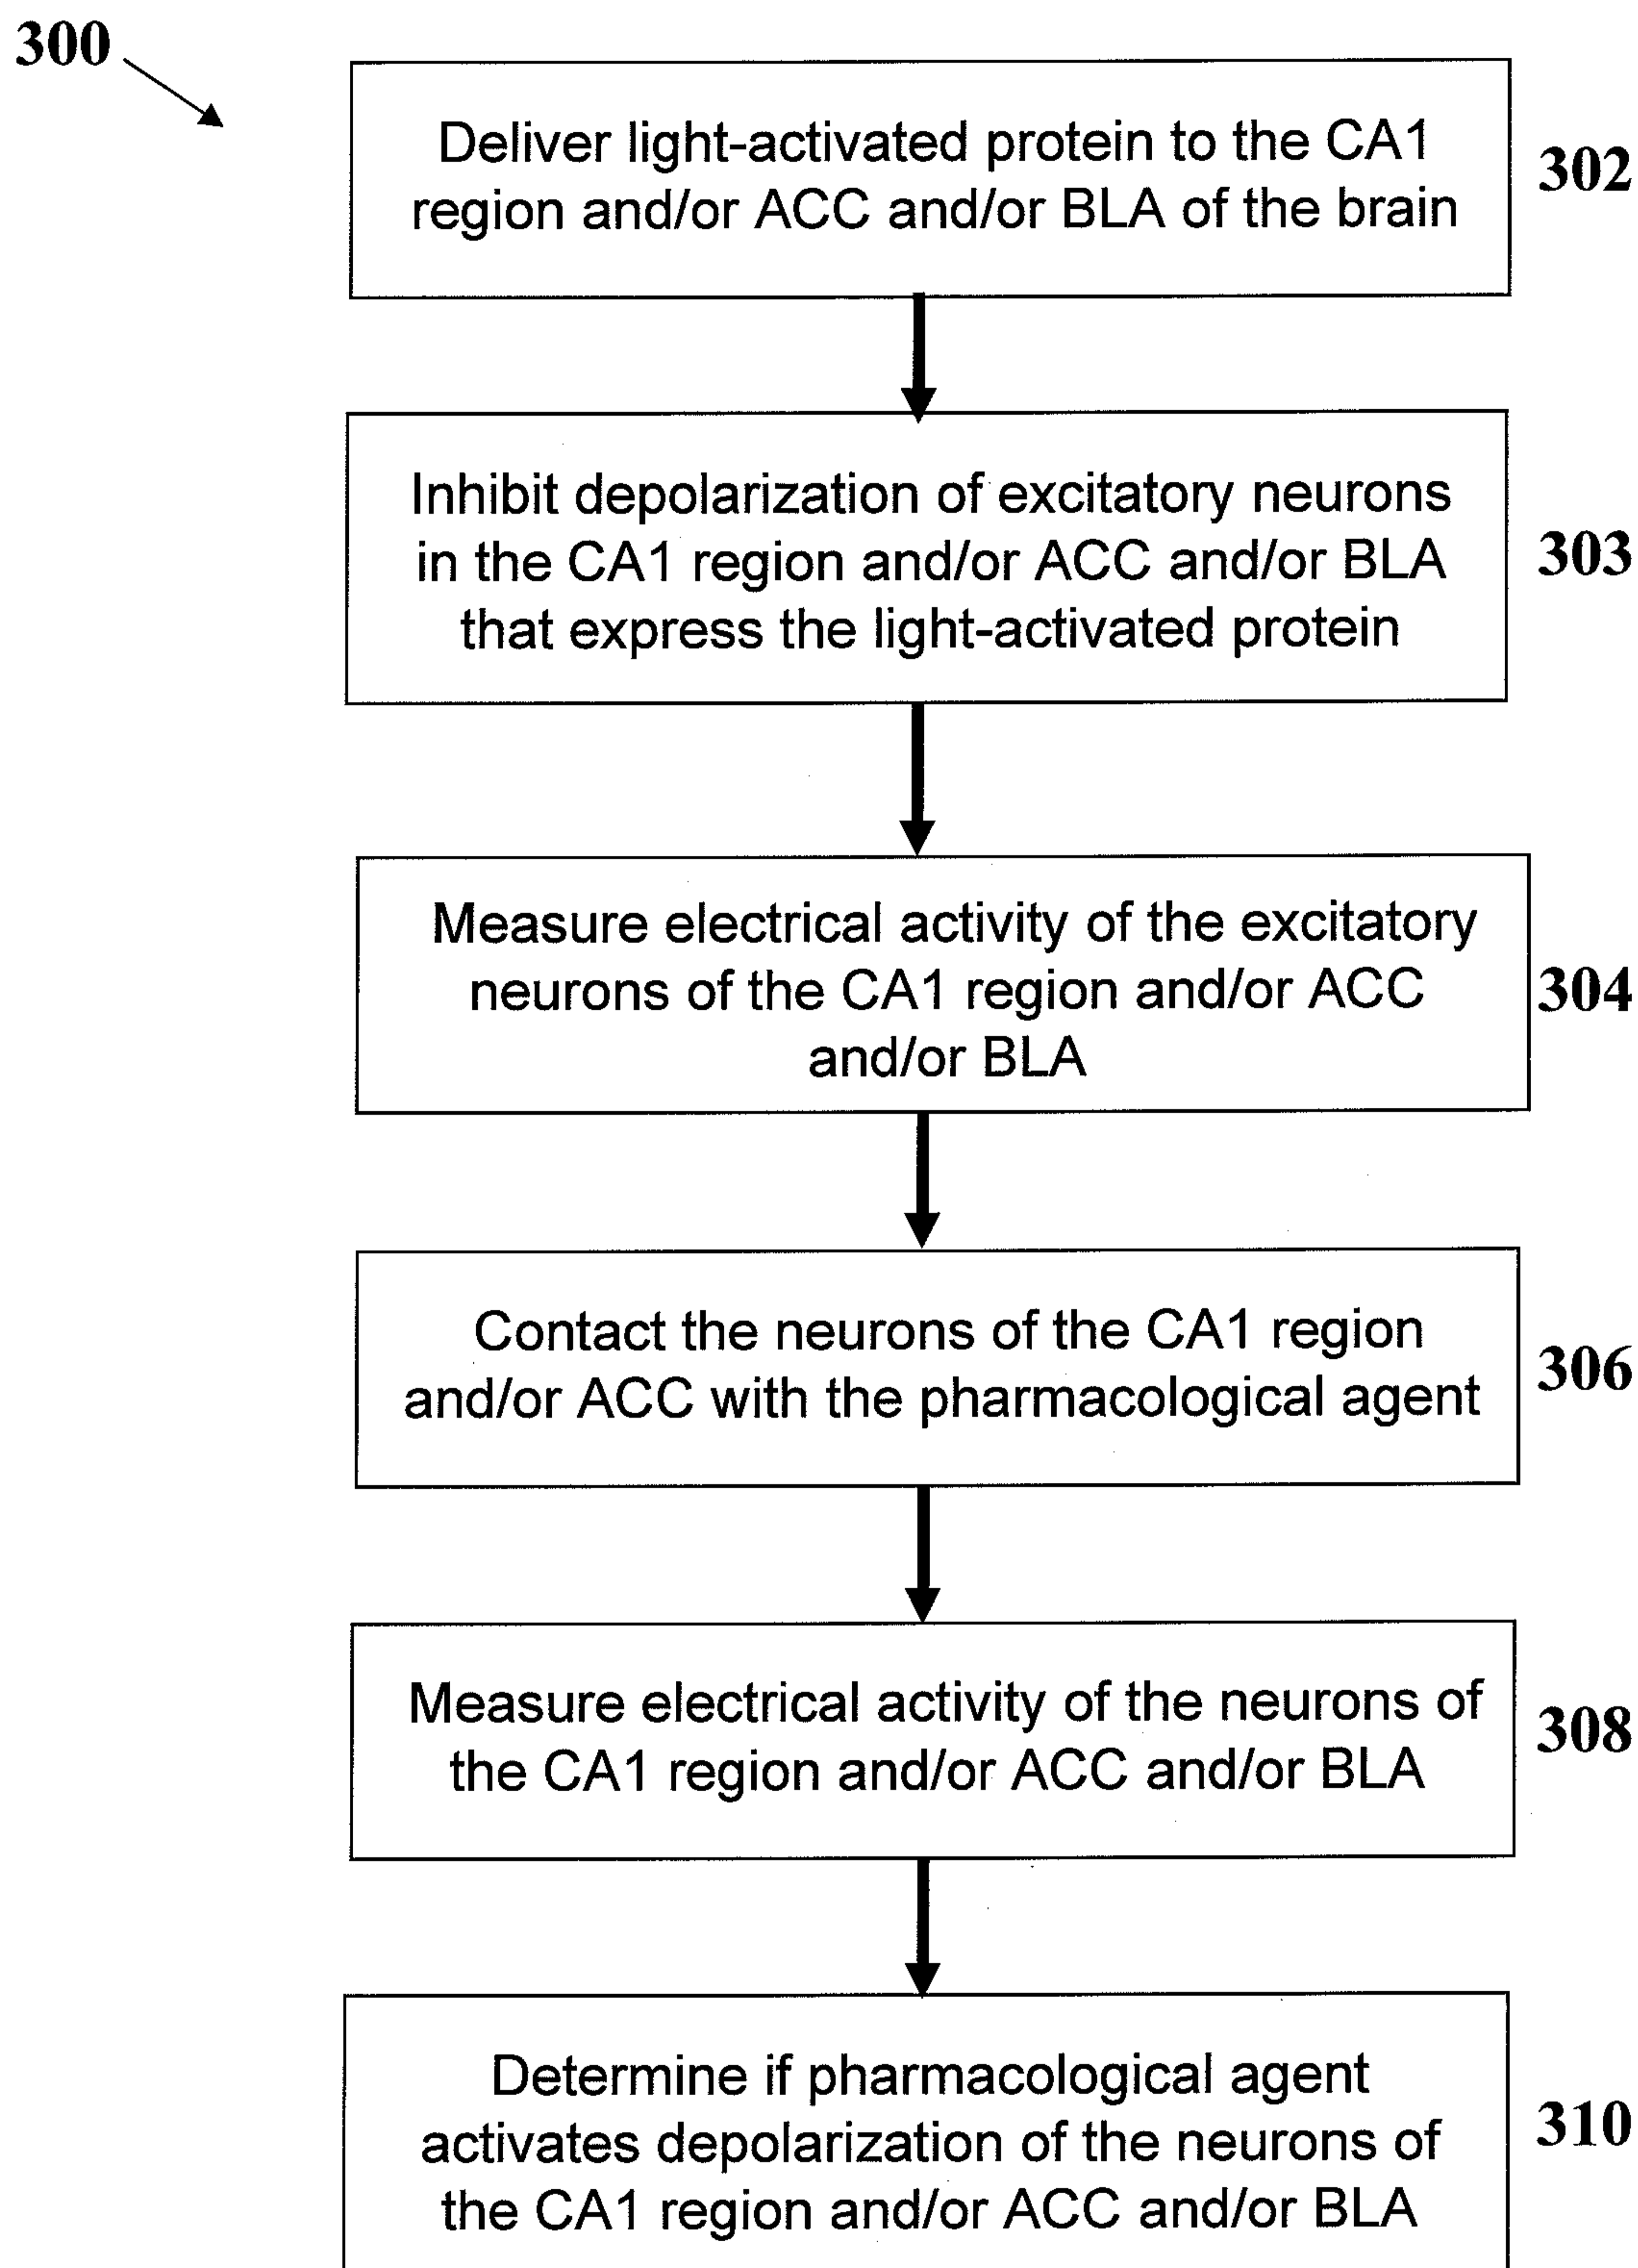 300
Deliver light-activated protein to the CA1
region and/or ACC and/or BLA of the brain
302
Inhibit depolarization of excitatory neurons
in the CA1 region and/or ACC and/or BLA
that express the light-activated protein
303
Measure electrical activity of the excitatory
neurons of the CA1 region and/or ACC
and/or BLA
304
Contact the neurons of the CA1 region
and/or ACC with the pharmacological agent
306
Measure electrical activity of the neurons of
the CA1 region and/or ACC and/or BLA
308
Determine if pharmacological agent
activates depolarization of the neurons of
the CA1 region and/or ACC and/or BLA
310